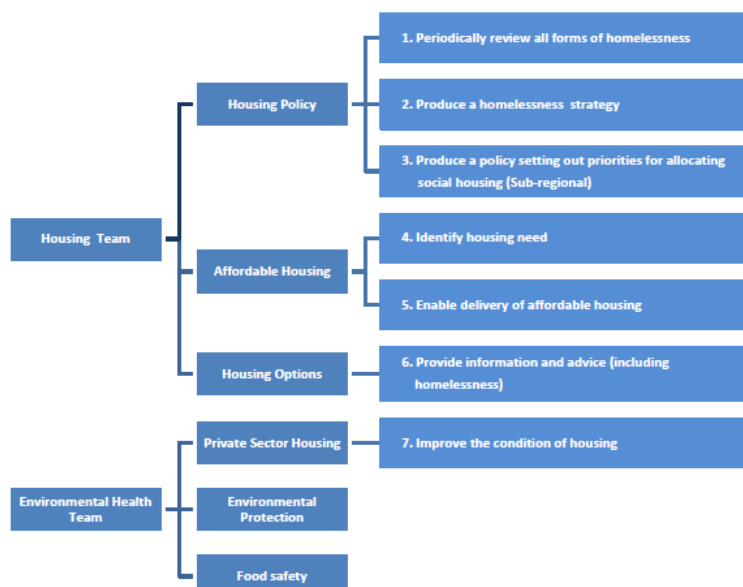 1. Periodically review all forms of homelessness
Housing Policy
2. Produce a homelessness strategy
3. Produce a policy setting out priorities for allocating
social housing (Sub-regional)
Housing Team
4. Identify housing need
Affordable Housing
5. Enable delivery of affordable housing
Housing Options
6. Provide information and advice (including
homelessness)
Private Sector Housing
7. Improve the condition of housing
Environmental Health
Team
Environmental
Protection
Food safety